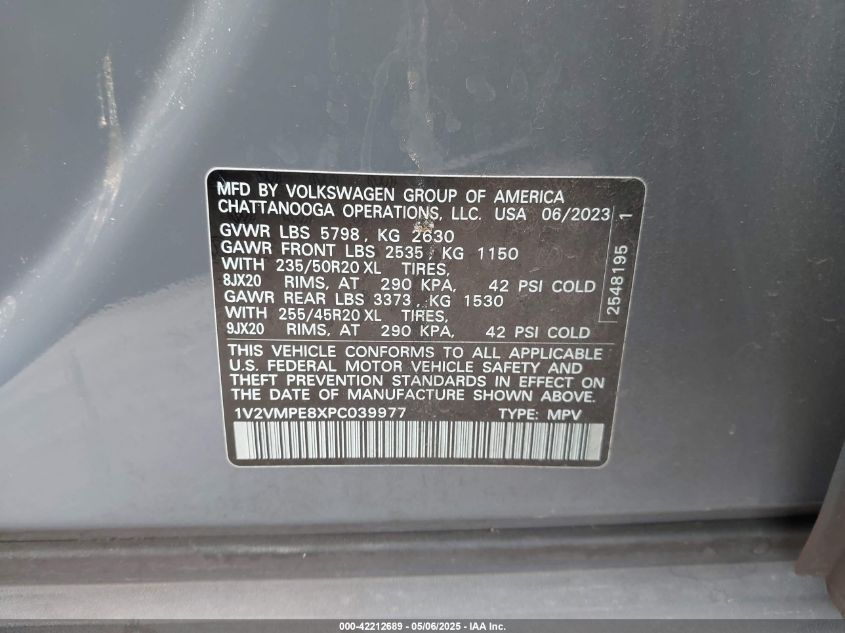 MFD BY VOLKSWAGEN GROUP OF AMERICA
CHATTANOOGA OPERATIONS, LLC. USA 06/2023
GVWR LBS 5798, KG 2630
GAWR FRONT LBS 2535, KG 1150
WITH 235/50R20 XL TIRES,
8JX20 RIMS, AT 290 KPA, 42 PSI COLD
GAWR REAR LBS 3373, KG 1530
WITH 255/45R20 XL TIRES,
9JX20 RIMS, AT 290 KPA, 42 PSI COLD
THIS VEHICLE CONFORMS TO ALL APPLICABLE
U.S. FEDERAL MOTOR VEHICLE SAFETY AND
THEFT PREVENTION STANDARDS IN EFFECT ON
THE DATE OF MANUFACTURE SHOWN ABOVE.
1V2VMPE8XPC039977 TYPE: MPV
2548195 1
000-42212689 - 05/06/2025 - IAA Inc.